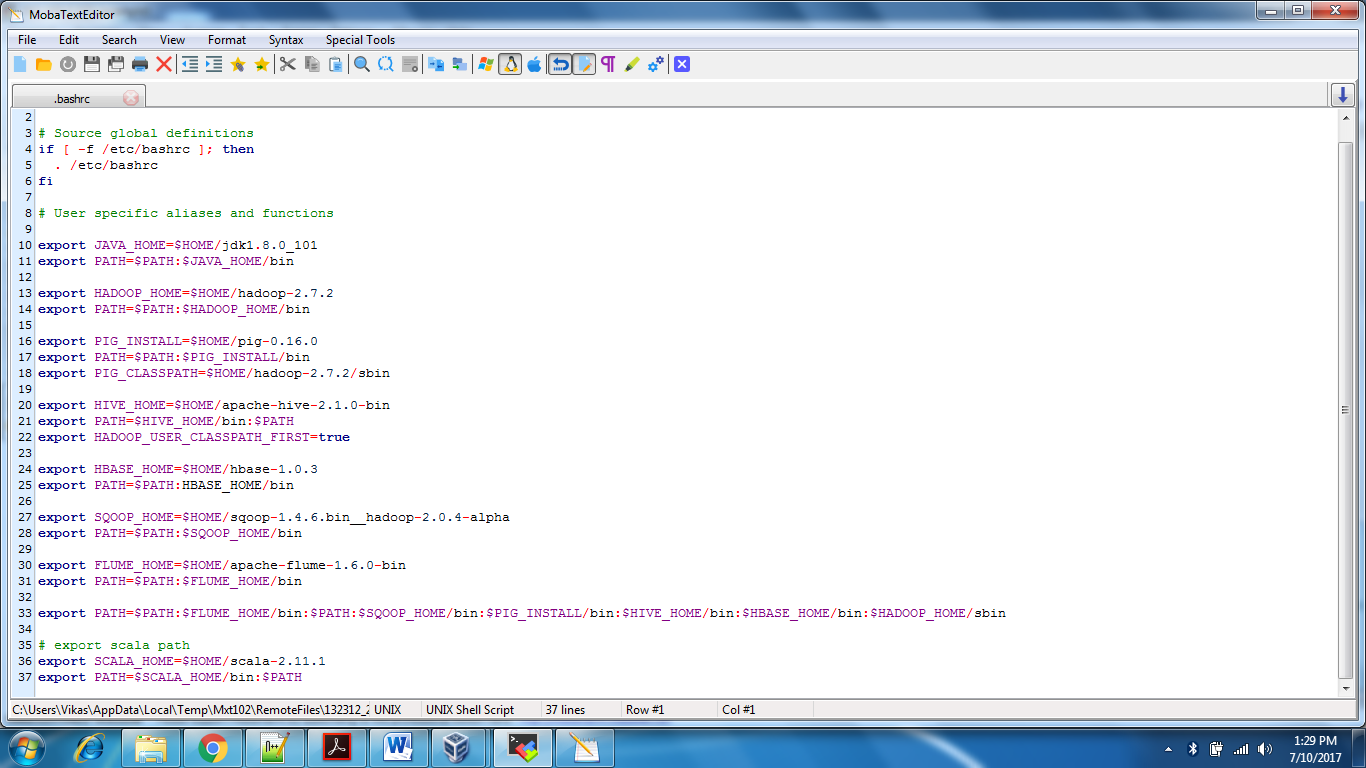 MobaTextEditor
File Edit Search View Format Syntax Special Tools
.bashrc
2
3 # Source global definitions
4 if [ -f /etc/bashrc ]; then
5 . /etc/bashrc
6 fi
7
8 # User specific aliases and functions
9
10 export JAVA_HOME=$HOME/jdk1.8.0_101
11 export PATH=$PATH:$JAVA_HOME/bin
12
13 export HADOOP_HOME=$HOME/hadoop-2.7.2
14 export PATH=$PATH:$HADOOP_HOME/bin
15
16 export PIG_INSTALL=$HOME/pig-0.16.0
17 export PATH=$PATH:$PIG_INSTALL/bin
18 export PIG_CLASSPATH=$HOME/hadoop-2.7.2/sbin
19
20 export HIVE_HOME=$HOME/apache-hive-2.1.0-bin
21 export PATH=$HIVE_HOME/bin:$PATH
22 export HADOOP_USER_CLASSPATH_FIRST=true
23
24 export HBASE_HOME=$HOME/hbase-1.0.3
25 export PATH=$PATH:HBASE_HOME/bin
26
27 export SQOOP_HOME=$HOME/sqoop-1.4.6.bin__hadoop-2.0.4-alpha
28 export PATH=$PATH:$SQOOP_HOME/bin
29
30 export FLUME_HOME=$HOME/apache-flume-1.6.0-bin
31 export PATH=$PATH:$FLUME_HOME/bin
32
33 export PATH=$PATH:$FLUME_HOME/bin:$PATH:$SQOOP_HOME/bin:$PIG_INSTALL/bin:$HIVE_HOME/bin:$HBASE_HOME/bin:$HADOOP_HOME/sbin
34
35 # export scala path
36 export SCALA_HOME=$HOME/scala-2.11.1
37 export PATH=$SCALA_HOME/bin:$PATH
C:\Users\Vikas\AppData\Local\Temp\Mxt102\RemoteFiles\132312_2 UNIX UNIX Shell Script 37 lines Row #1 Col #1
1:29 PM
7/10/2017